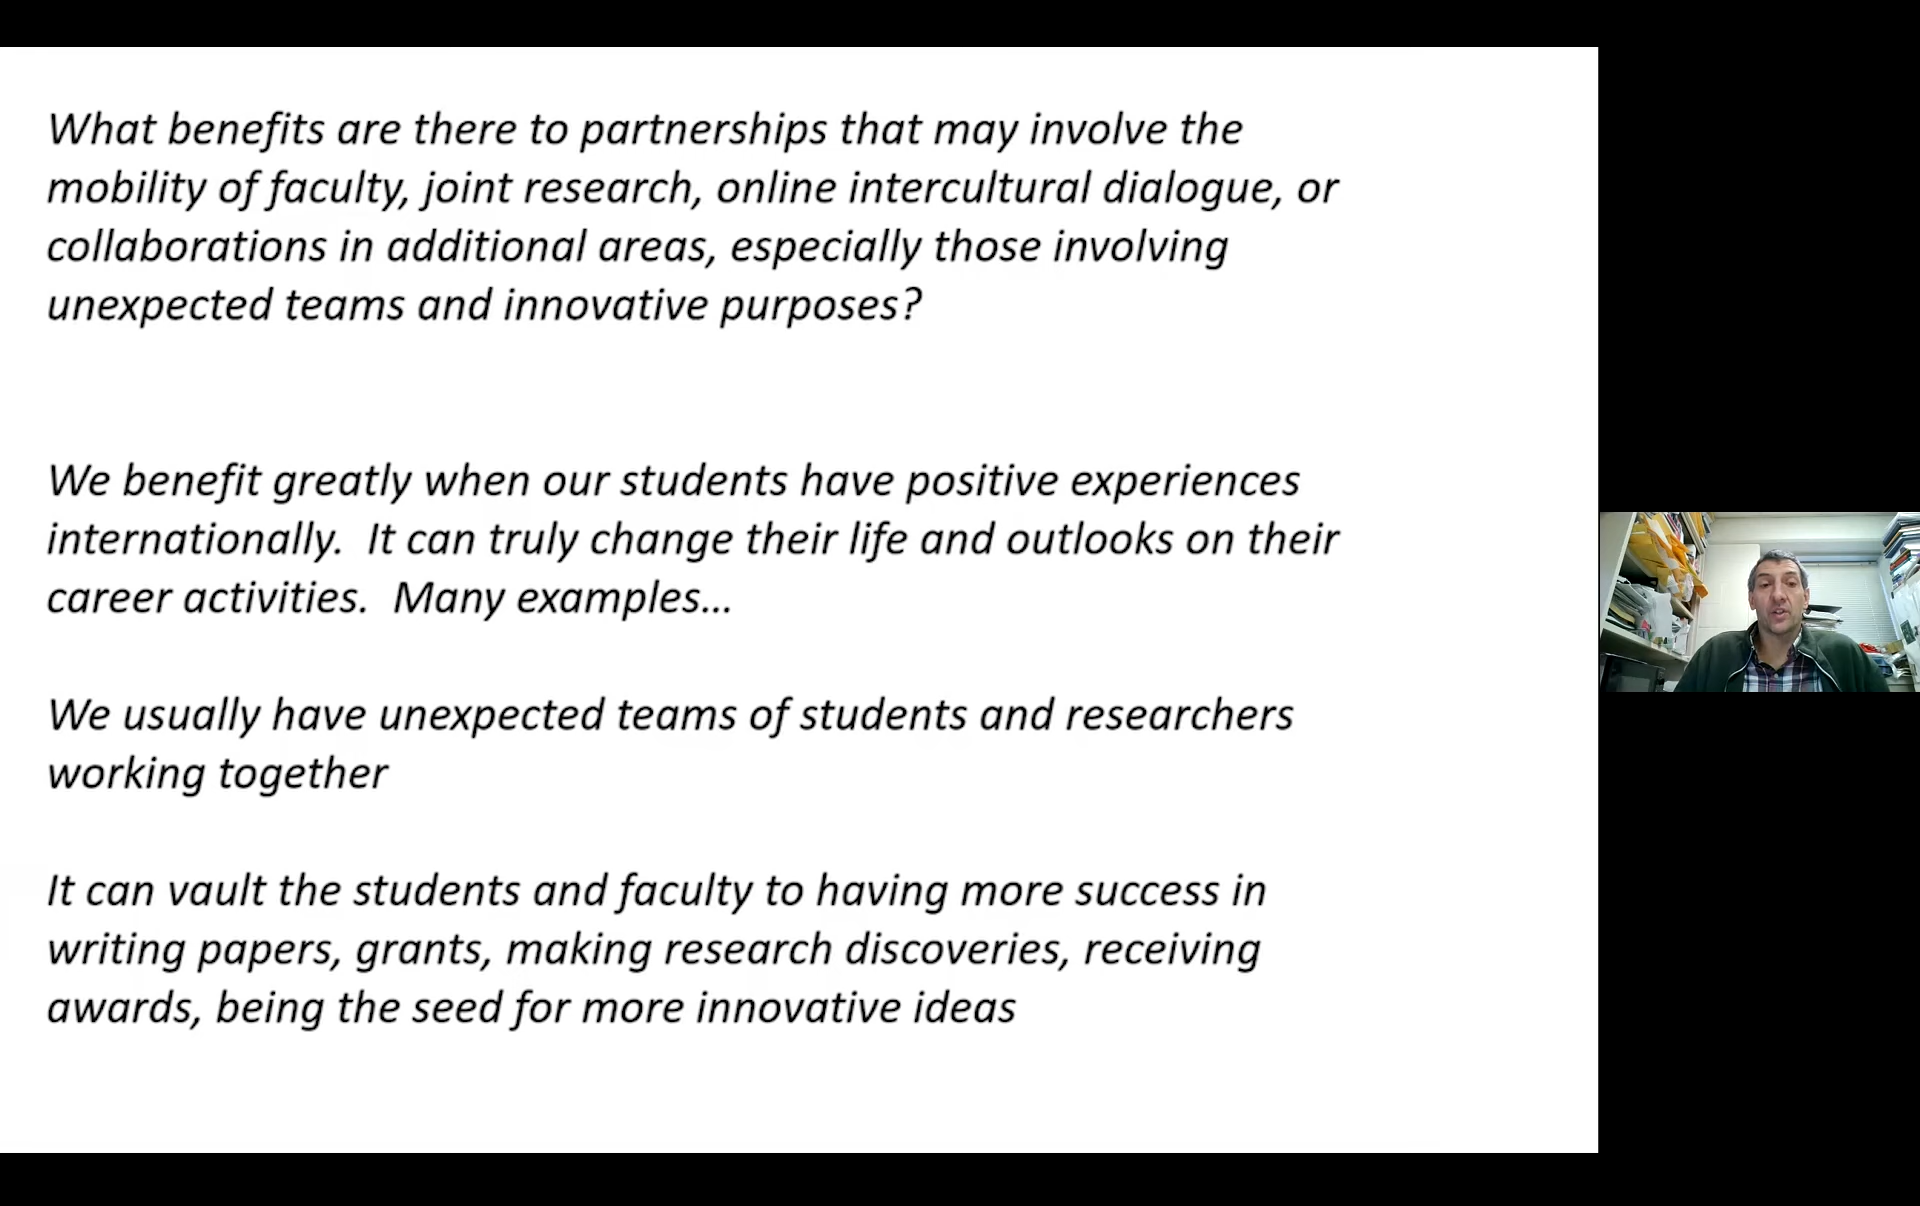 What benefits are there to partnerships that may involve the
mobility of faculty, joint research, online intercultural dialogue, or
collaborations in additional areas, especially those involving
unexpected teams and innovative purposes?
We benefit greatly when our students have positive experiences
internally.  It can truly change their life and outlooks on their
career activities.  Many examples...
We usually have unexpected teams of students and researchers
working together
It can vault the students and faculty to having more success in
writing papers, grants, making research discoveries, receiving
awards, being the seed for more innovative ideas